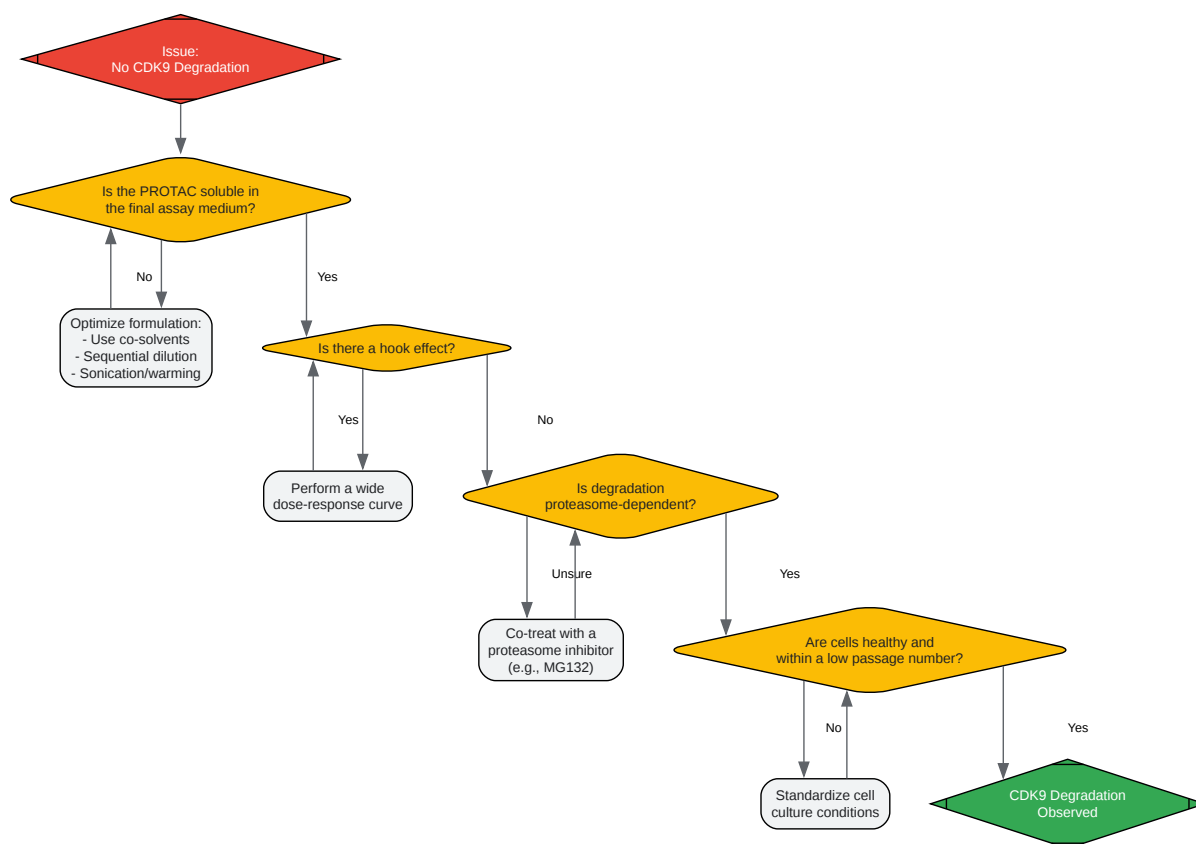 Issue:
No CDK9 Degradation
Is the PROTAC soluble in
the final assay medium?
No
Yes
Optimize formulation:
- Use co-solvents
- Sequential dilution
- Sonication/warming
Is there a hook effect?
Yes
No
Perform a wide
dose-response curve
Is degradation
proteasome-dependent?
Unsure
Yes
Co-treat with a
proteasome inhibitor
(e.g., MG132)
Are cells healthy and
within a low passage number?
No
Yes
Standardize cell
culture conditions
CDK9 Degradation
Observed